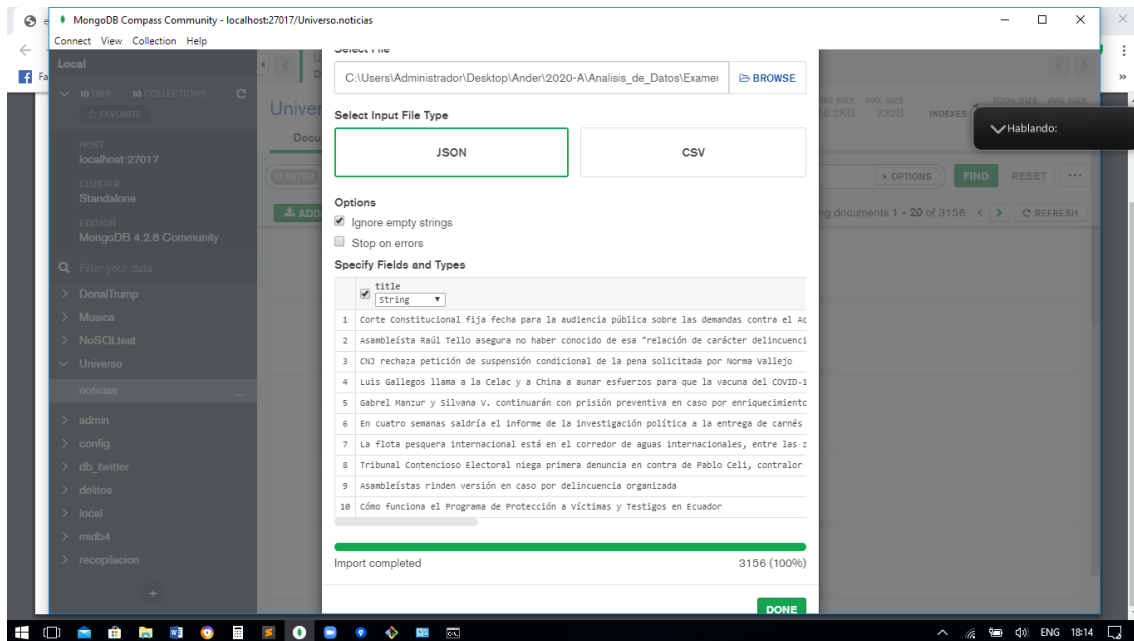 MongoDB Compass Community - localhost:27017/Universo.noticias
Connect View Collection Help
Local
10 DBS 10 COLLECTIONS
FAVORITE
HOST
localhost:27017
CLUSTER
Standalone
EDITION
MongoDB 4.2.8 Community
Filter your data
DonalTrump
Musica
NoSQLtest
Universo
noticias
...
admin
config
db_twitter
delitos
local
midb4
recopilacion
+
Univer
Docu
FILTER
ADD
Select File
C:\Users\Administrador\Desktop\Ander\2020-A\Analisis_de_Datos\Examen
BROWSE
Select Input File Type
JSON
CSV
Options
Ignore empty strings
Stop on errors
Specify Fields and Types
title
String
1 Corte Constitucional fija fecha para la audiencia pública sobre las demandas contra el Ac
2 Asambleísta Raúl Tello asegura no haber conocido de esa "relación de carácter delincuenci
3 CNJ rechaza petición de suspensión condicional de la pena solicitada por Norma Vallejo
4 Luis Gallegos llama a la Celac y a China a aunar esfuerzos para que la vacuna del COVID-1
5 Gabrel Manzur y Silvana V. continuarán con prisión preventiva en caso por enriquecimiento
6 En cuatro semanas saldría el informe de la investigación política a la entrega de carnés
7 La flota pesquera internacional está en el corredor de aguas internacionales, entre las z
8 Tribunal Contencioso Electoral niega primera denuncia en contra de Pablo Celi, contralor
9 Asambleístas rinden versión en caso por delincuencia organizada
10 Cómo funciona el Programa de Protección a Víctimas y Testigos en Ecuador
Import completed 3156 (100%)
DONE
TAL SIZE AVG. SIZE
6.2KB 232B
INDEXES
TOTAL SIZE AVG. SIZE
Hablando:
OPTIONS
FIND
RESET
...
ng documents 1 - 20 of 3156
REFRESH
Fa
ENG 18:14